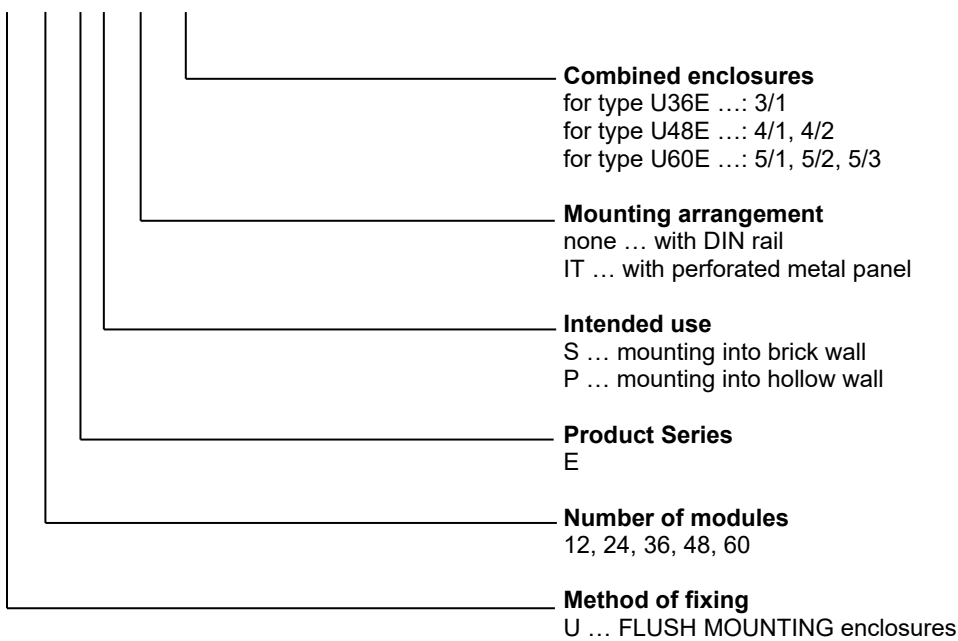 Combined enclosures
for type U36E …: 3/1
for type U48E …: 4/1, 4/2
for type U60E …: 5/1, 5/2, 5/3
Mounting arrangement
none … with DIN rail
IT … with perforated metal panel
Intended use
S … mounting into brick wall
P … mounting into hollow wall
Product Series
E
Number of modules
12, 24, 36, 48, 60
Method of fixing
U … FLUSH MOUNTING enclosures